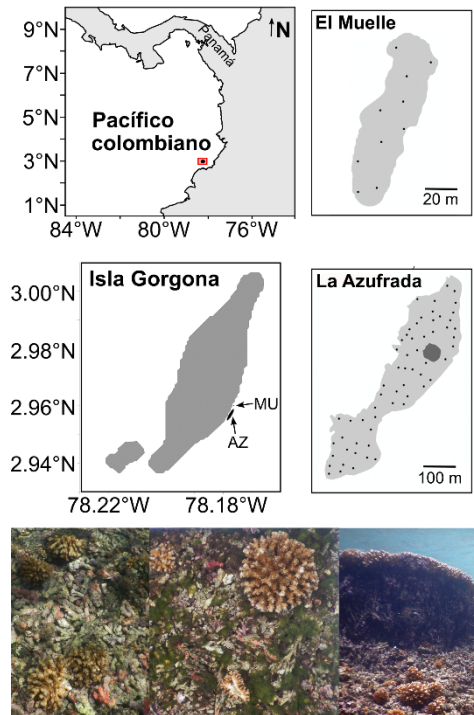 9°N
7°N
5°N
3°N
1°N
84°W 80°W 76°W
Panamá
N
Pacífico
colombiano
El Muelle
20 m
Isla Gorgona
3.00°N
2.98°N
2.96°N
2.94°N
78.22°W 78.18°W
MU
AZ
La Azufrada
100 m